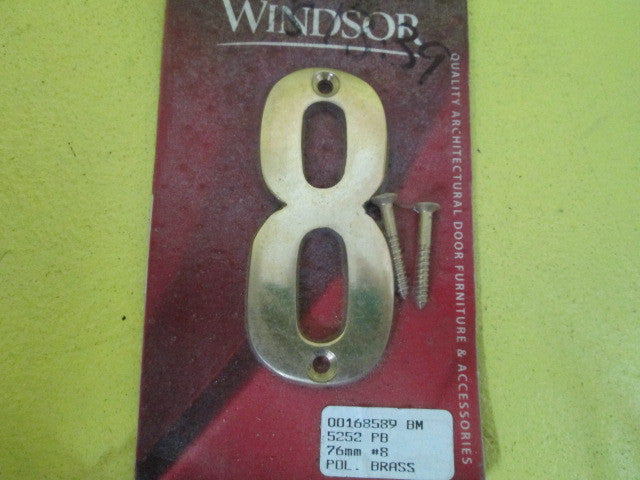 WINDSOR
8
QUALITY ARCHITECTURAL DOOR FURNITURE & ACCESSORIES
00168589 BM
5252 PB
76mm #8
POL. BRASS